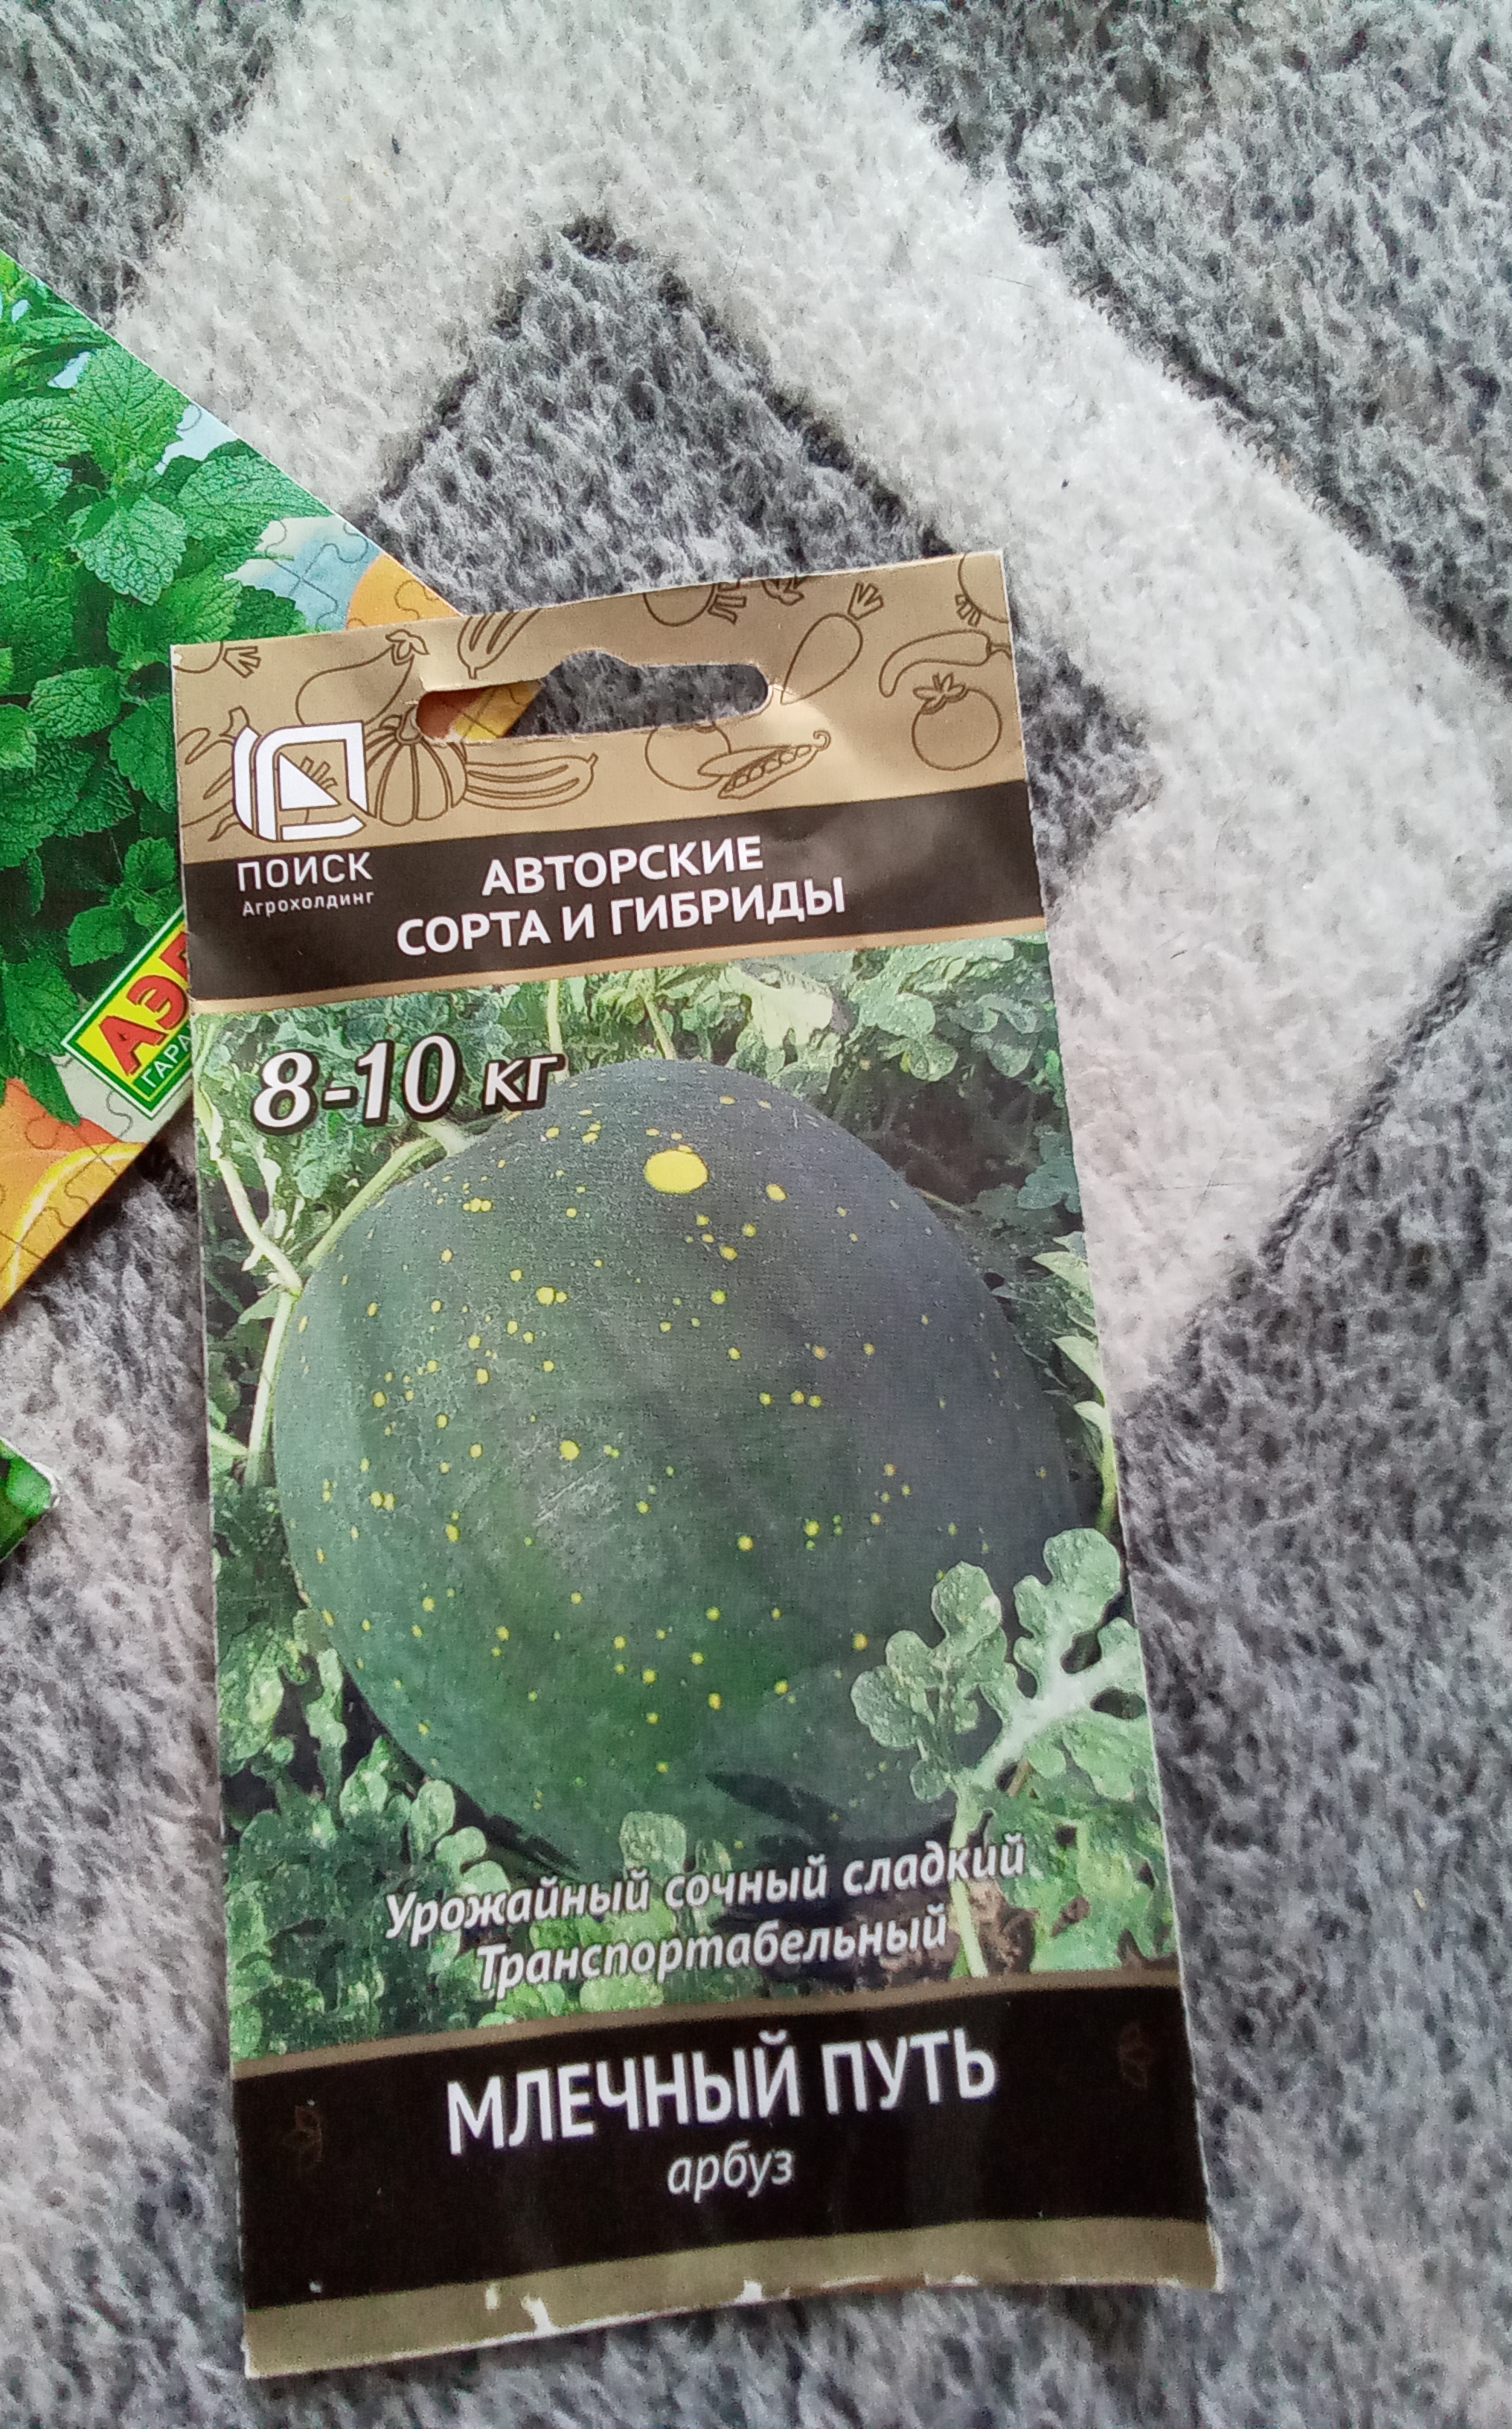 ПОИСК
Агрохолдинг
АВТОРСКИЕ
СОРТА И ГИБРИДЫ
8-10 кг
Урожайный сочный сладкий
Транспортабельный
МЛЕЧНЫЙ ПУТЬ
арбуз